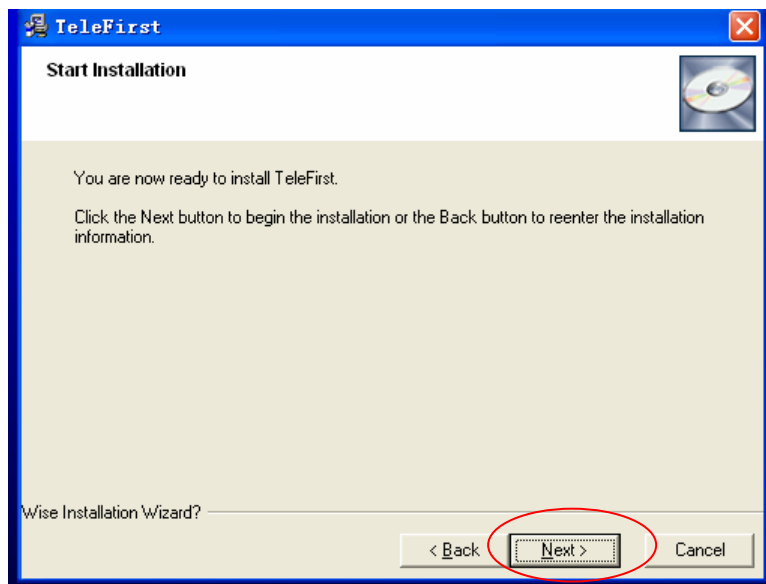 TeleFirst
Start Installation
You are now ready to install TeleFirst.
Click the Next button to begin the installation or the Back button to reenter the installation
information.
Wise Installation Wizard?
< Back
Next >
Cancel